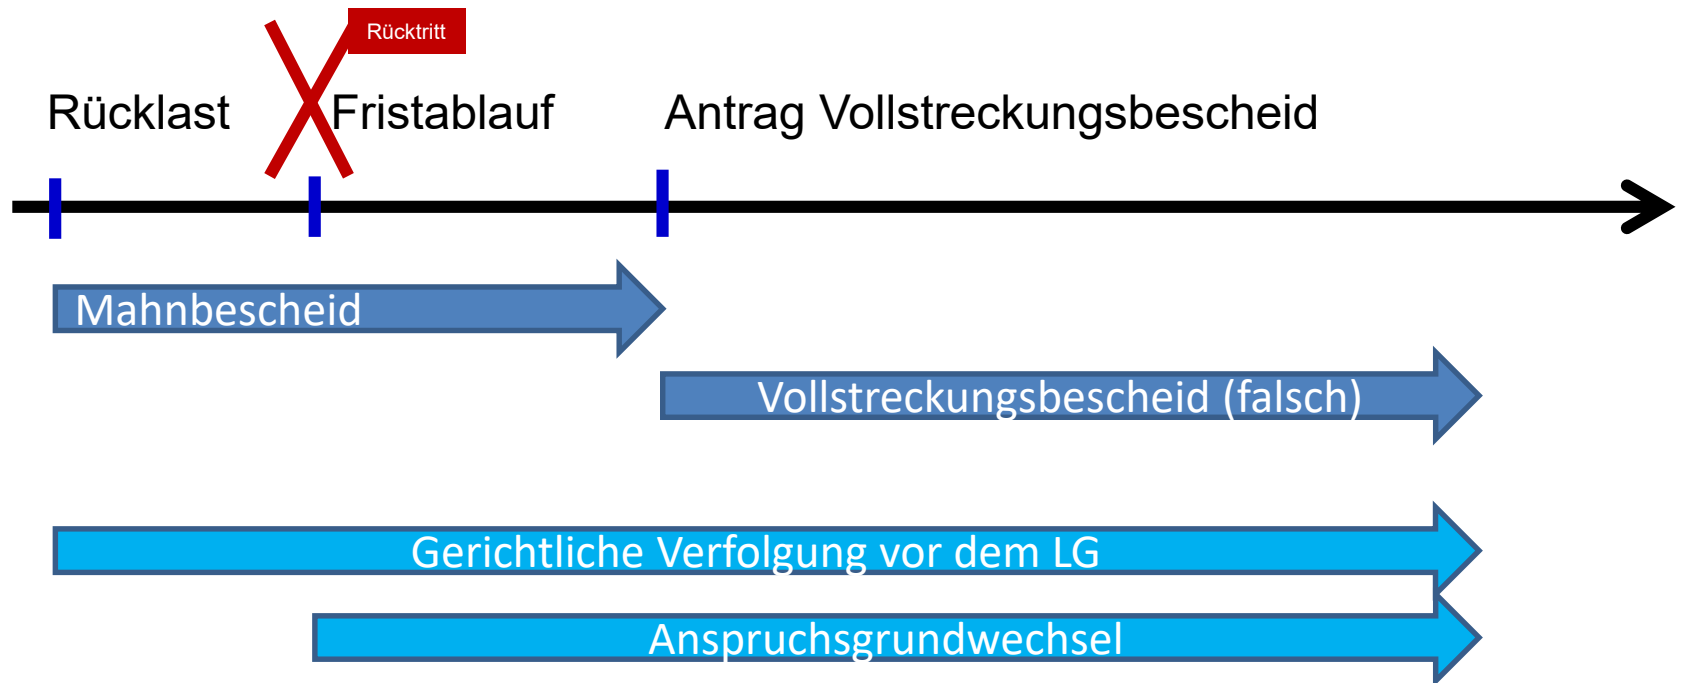 Rücktritt
Rücklast Fristablauf Antrag Vollstreckungsbescheid
Mahnbescheid
Vollstreckungsbescheid (falsch)
Gerichtliche Verfolgung vor dem LG
Anspruchsgrundwechsel